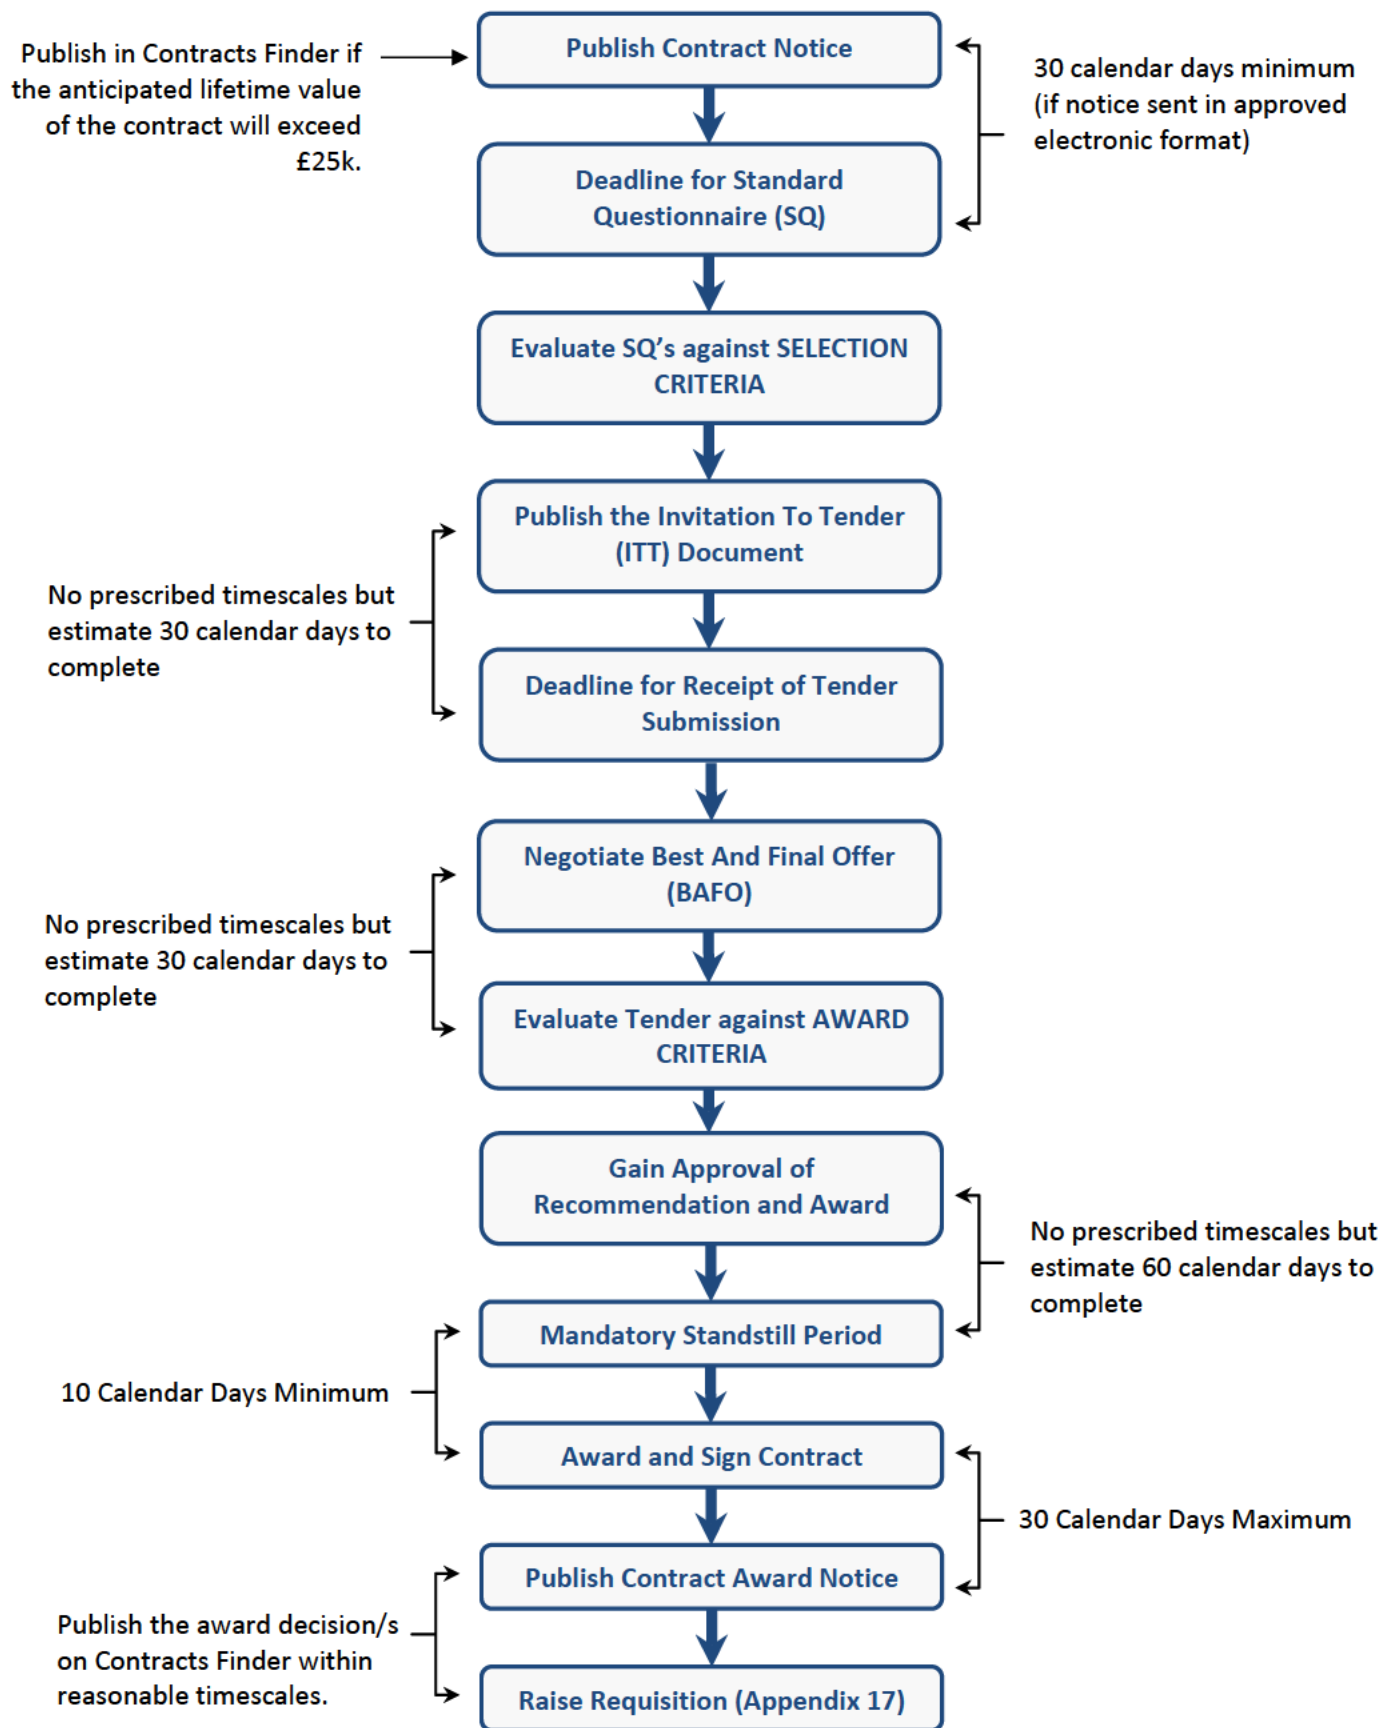 Publish in Contracts Finder if
the anticipated lifetime value
of the contract will exceed
£25k.
Publish Contract Notice
30 calendar days minimum
(if notice sent in approved
electronic format)
Deadline for Standard
Questionnaire (SQ)
Evaluate SQ’s against SELECTION
CRITERIA
Publish the Invitation To Tender
(ITT) Document
No prescribed timescales but
estimate 30 calendar days to
complete
Deadline for Receipt of Tender
Submission
Negotiate Best And Final Offer
(BAFO)
No prescribed timescales but
estimate 30 calendar days to
complete
Evaluate Tender against AWARD
CRITERIA
Gain Approval of
Recommendation and Award
No prescribed timescales but
estimate 60 calendar days to
complete
Mandatory Standstill Period
10 Calendar Days Minimum
Award and Sign Contract
30 Calendar Days Maximum
Publish Contract Award Notice
Publish the award decision/s
on Contracts Finder within
reasonable timescales.
Raise Requisition (Appendix 17)